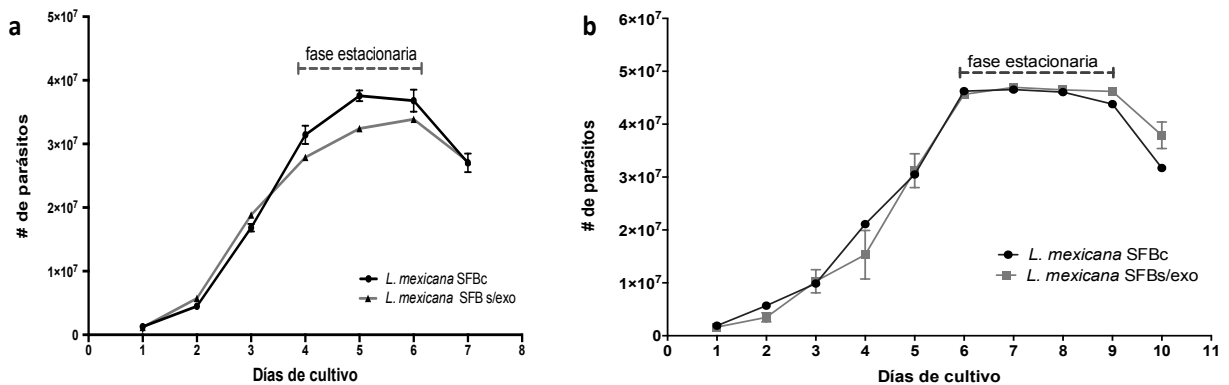 a
# de parásitos
5×10⁷
4×10⁷
3×10⁷
2×10⁷
1×10⁷
0
fase estacionaria
L. mexicana SFBc
L. mexicana SFB s/exo
0 1 2 3 4 5 6 7 8
Días de cultivo
b
# de parásitos
6×10⁷
5×10⁷
4×10⁷
3×10⁷
2×10⁷
1×10⁷
0
fase estacionaria
L. mexicana SFBc
L. mexicana SFBs/exo
0 1 2 3 4 5 6 7 8 9 10 11
Días de cultivo